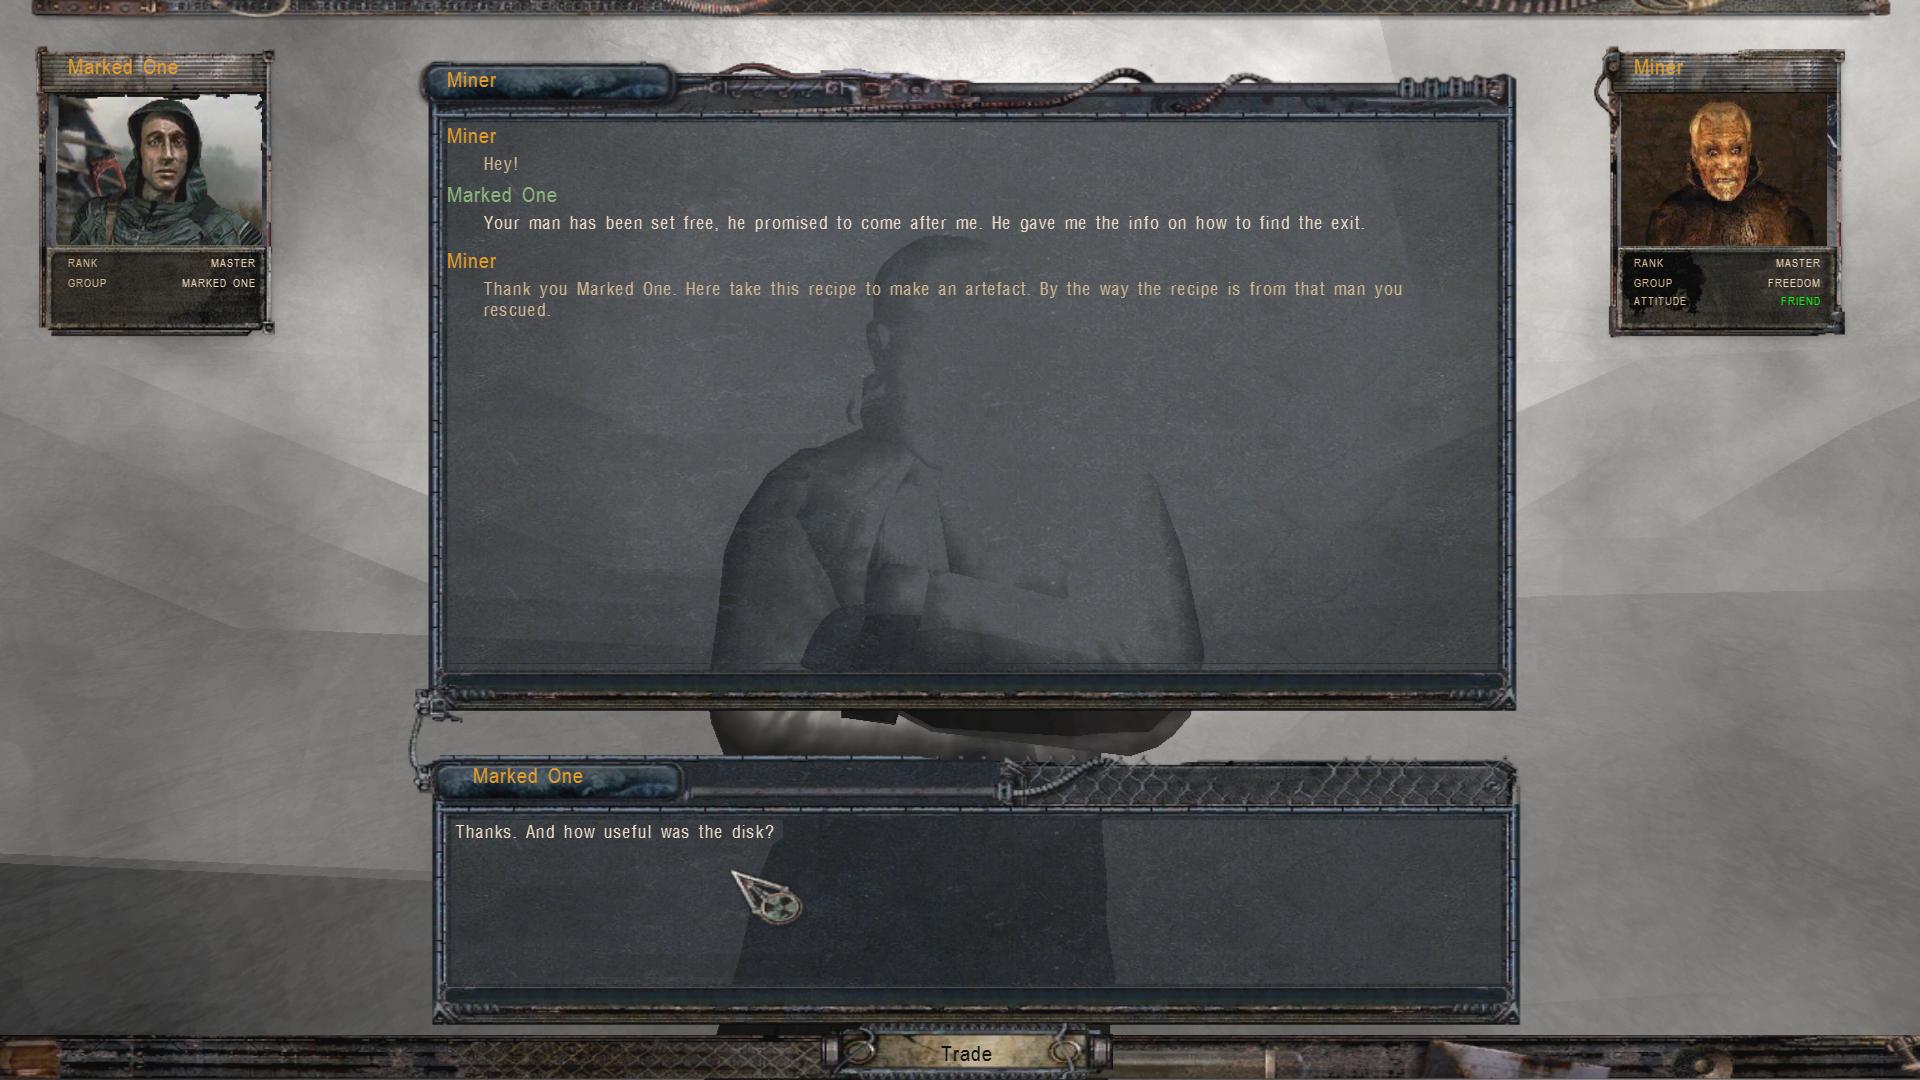 Marked One
RANK MASTER
GROUP MARKED ONE
Miner
Miner
Hey!
Marked One
Your man has been set free, he promised to come after me. He gave me the info on how to find the exit.
Miner
Thank you Marked One. Here take this recipe to make an artefact. By the way the recipe is from that man you
rescued.
Miner
RANK MASTER
GROUP FREEDOM
ATTITUDE FRIEND
Marked One
Thanks. And how useful was the disk?
Trade